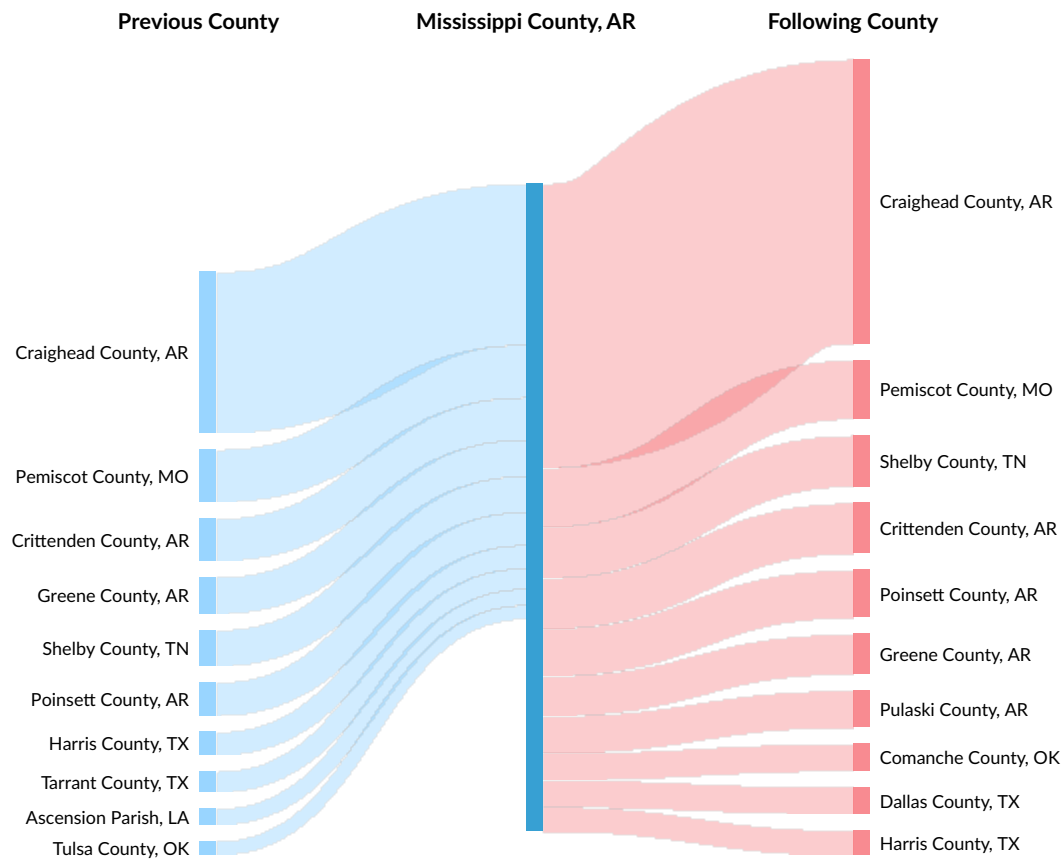 Previous County
Mississippi County, AR
Following County
Craighead County, AR
Pemiscot County, MO
Crittenden County, AR
Greene County, AR
Shelby County, TN
Poinsett County, AR
Harris County, TX
Tarrant County, TX
Ascension Parish, LA
Tulsa County, OK
Craighead County, AR
Pemiscot County, MO
Shelby County, TN
Crittenden County, AR
Poinsett County, AR
Greene County, AR
Pulaski County, AR
Comanche County, OK
Dallas County, TX
Harris County, TX